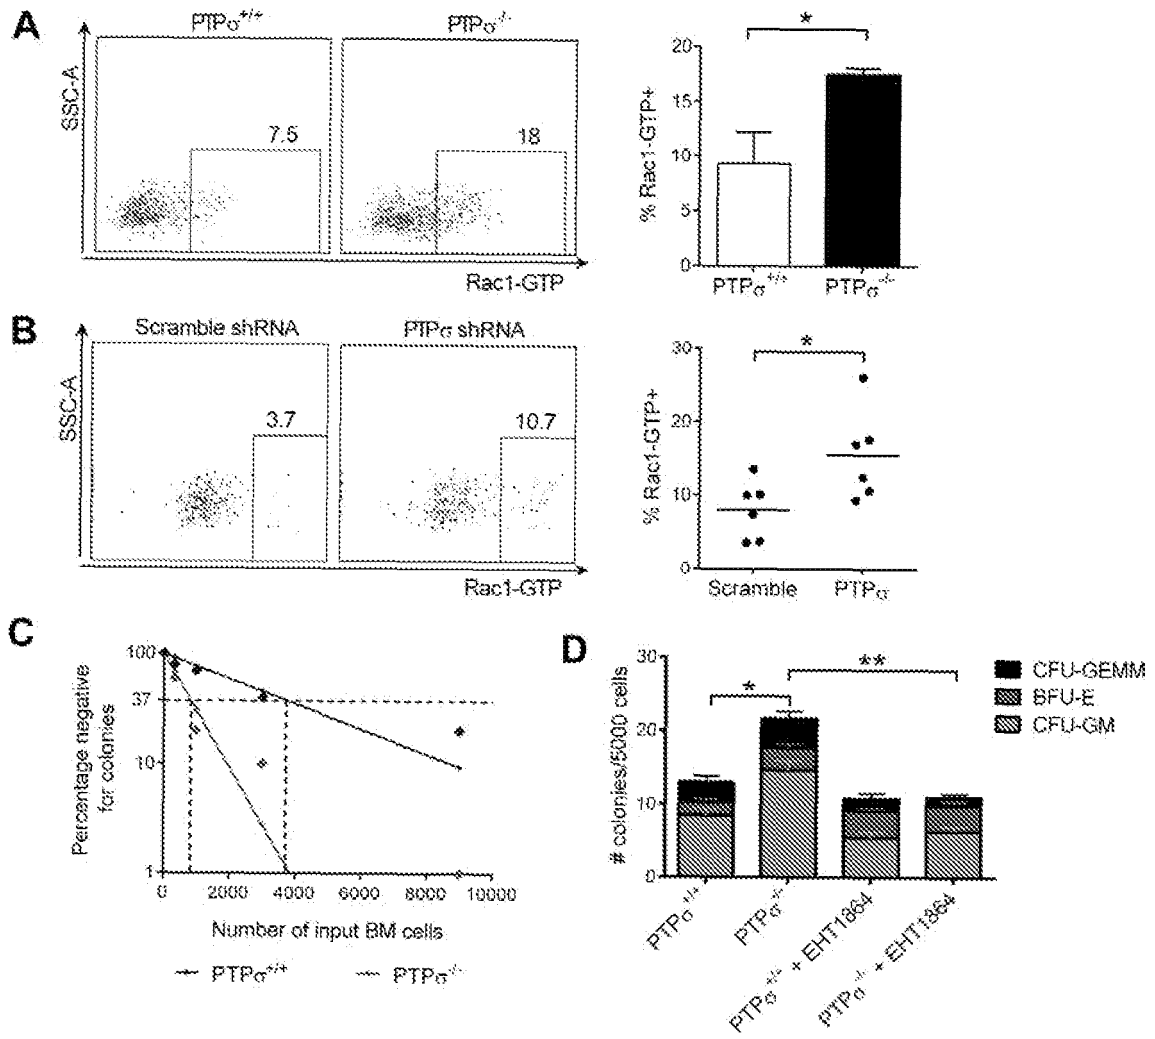 A
PTPσ+/+
PTPσ-/-
SSC-A
7.5
18
Rac1-GTP
*
% Rac1-GTP+
20
15
10
5
0
PTPσ+/+
PTPσ-/-
B
Scramble shRNA
PTPσ shRNA
SSC-A
3.7
10.7
Rac1-GTP
*
% Rac1-GTP+
30
20
10
0
Scramble
PTPσ
C
Percentage negative
for colonies
100
37
10
1
0
2000
4000
6000
8000
10000
Number of input BM cells
PTPσ+/+
PTPσ-/-
D
# colonies/5000 cells
30
20
10
0
*
**
CFU-GEMM
BFU-E
CFU-GM
PTPσ+/+
PTPσ-/-
PTPσ+/+ + EHT1864
PTPσ-/- + EHT1864